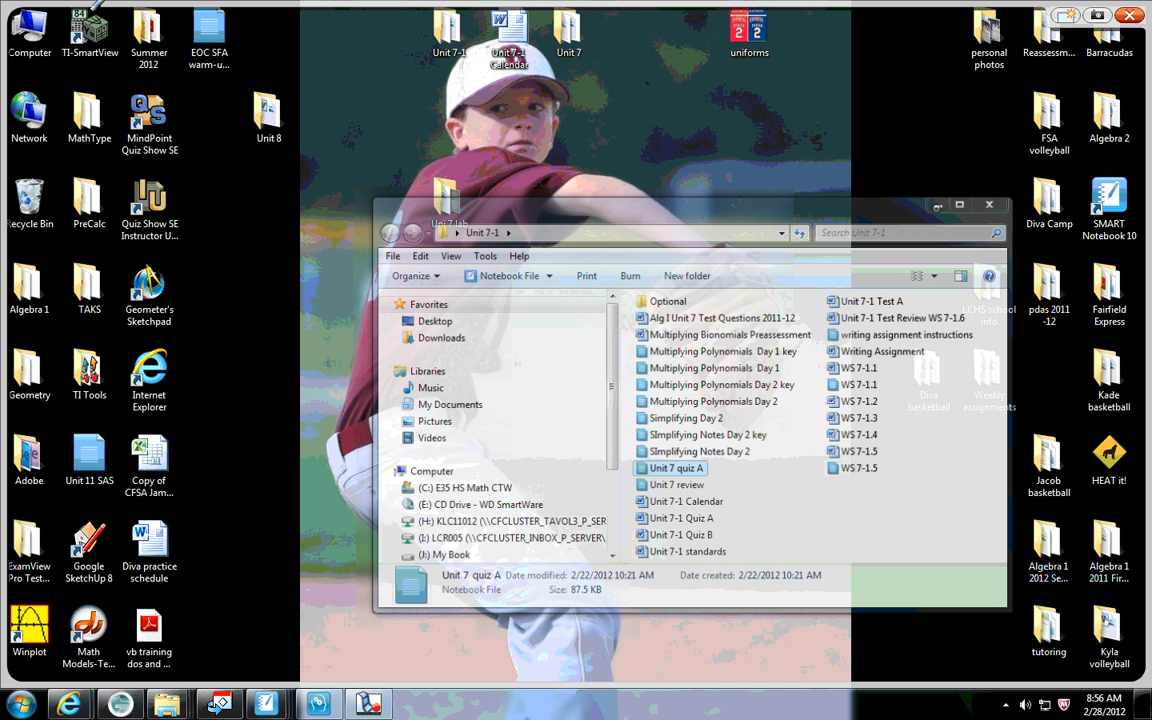 Computer
TI-SmartView
Summer
2012
EOC SFA
warm-u...
Unit 7-1
Unit 7-1
Calendar
Unit 7
uniforms
personal
photos
Reassessm...
Barracudas
Network
MathType
MindPoint
Quiz Show SE
Unit 8
FSA
volleyball
Algebra 2
Recycle Bin
PreCalc
Quiz Show SE
Instructor U...
Diva Camp
SMART
Notebook 10
Algebra 1
TAKS
Geometer's
Sketchpad
LCHS school
info
pdas 2011
-12
Fairfield
Express
Geometry
TI Tools
Internet
Explorer
Diva
basketball
Weekly
assignments
Kade
basketball
Adobe
Unit 11 SAS
Copy of
CFSA Jam...
Jacob
basketball
HEAT it!
ExamView
Pro Test...
Google
SketchUp 8
Diva practice
schedule
Algebra 1
2012 Se...
Algebra 1
2011 Fir...
Winplot
Math
Models-Te...
vb training
dos and ...
tutoring
Kyla
volleyball
Unit 7-1
Search Unit 7-1
File Edit View Tools Help
Organize Notebook File Print Burn New folder
Favorites
Desktop
Downloads
Libraries
Music
My Documents
Pictures
Videos
Computer
(C:) E35 HS Math CTW
(E:) CD Drive - WD SmartWare
(H:) KLC11012 (\\CFCLUSTER_TAVOL3_P_SER
(I:) LCR005 (\\CFCLUSTER_INBOX_P_SERVER\
(J:) My Book
Optional
Alg I Unit 7 Test Questions 2011-12
Multiplying Bionomials Preassessment
Multiplying Polynomials  Day 1 key
Multiplying Polynomials  Day 1
Multiplying Polynomials Day 2 key
Multiplying Polynomials Day 2
Simplifying Day 2
SImplifying Notes Day 2 key
SImplifying Notes Day 2
Unit 7 quiz A
Unit 7 review
Unit 7-1 Calendar
Unit 7-1 Quiz A
Unit 7-1 Quiz B
Unit 7-1 standards
Unit 7-1 Test A
Unit 7-1 Test Review WS 7-1.6
writing assignment instructions
Writing Assignment
WS 7-1.1
WS 7-1.1
WS 7-1.2
WS 7-1.3
WS 7-1.4
WS 7-1.5
WS 7-1.5
Unit 7 quiz A Date modified: 2/22/2012 10:21 AM Date created: 2/22/2012 10:21 AM
Notebook File Size: 87.5 KB
8:56 AM
2/28/2012